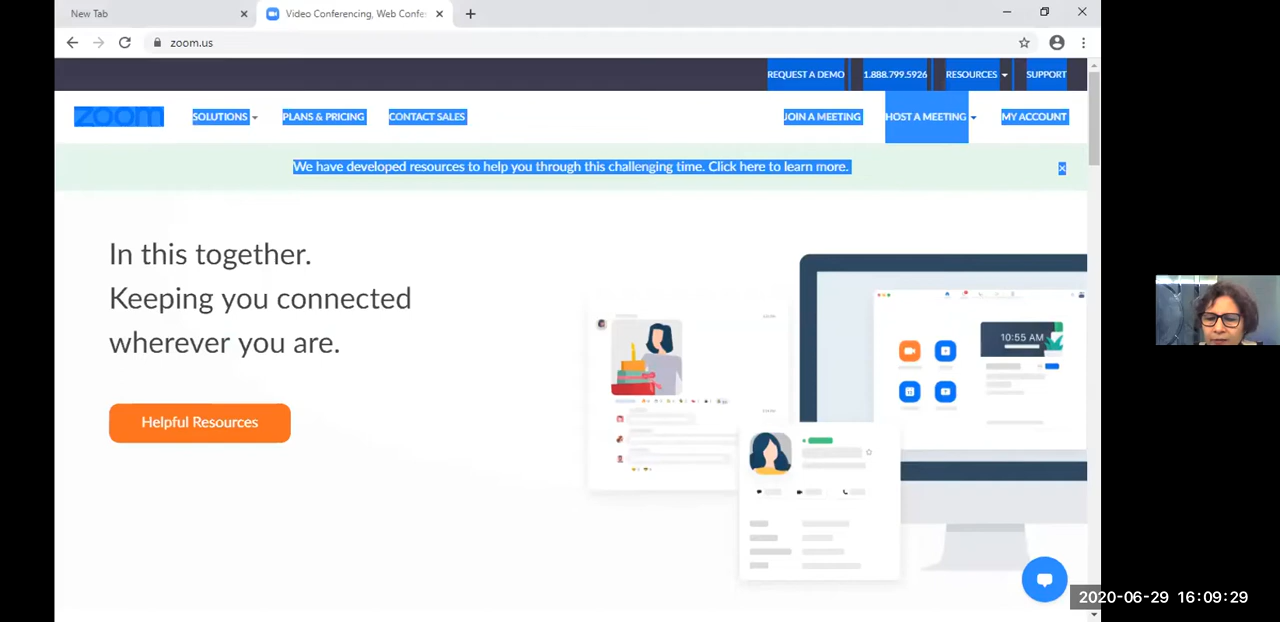 New Tab
Video Conferencing, Web Confe
zoom.us
REQUEST A DEMO 1.888.799.5926 RESOURCES SUPPORT
zoom SOLUTIONS PLANS & PRICING CONTACT SALES JOIN A MEETING HOST A MEETING MY ACCOUNT
We have developed resources to help you through this challenging time. Click here to learn more.
In this together.
Keeping you connected
wherever you are.
Helpful Resources
10:55 AM
2020-06-29 16:09:29